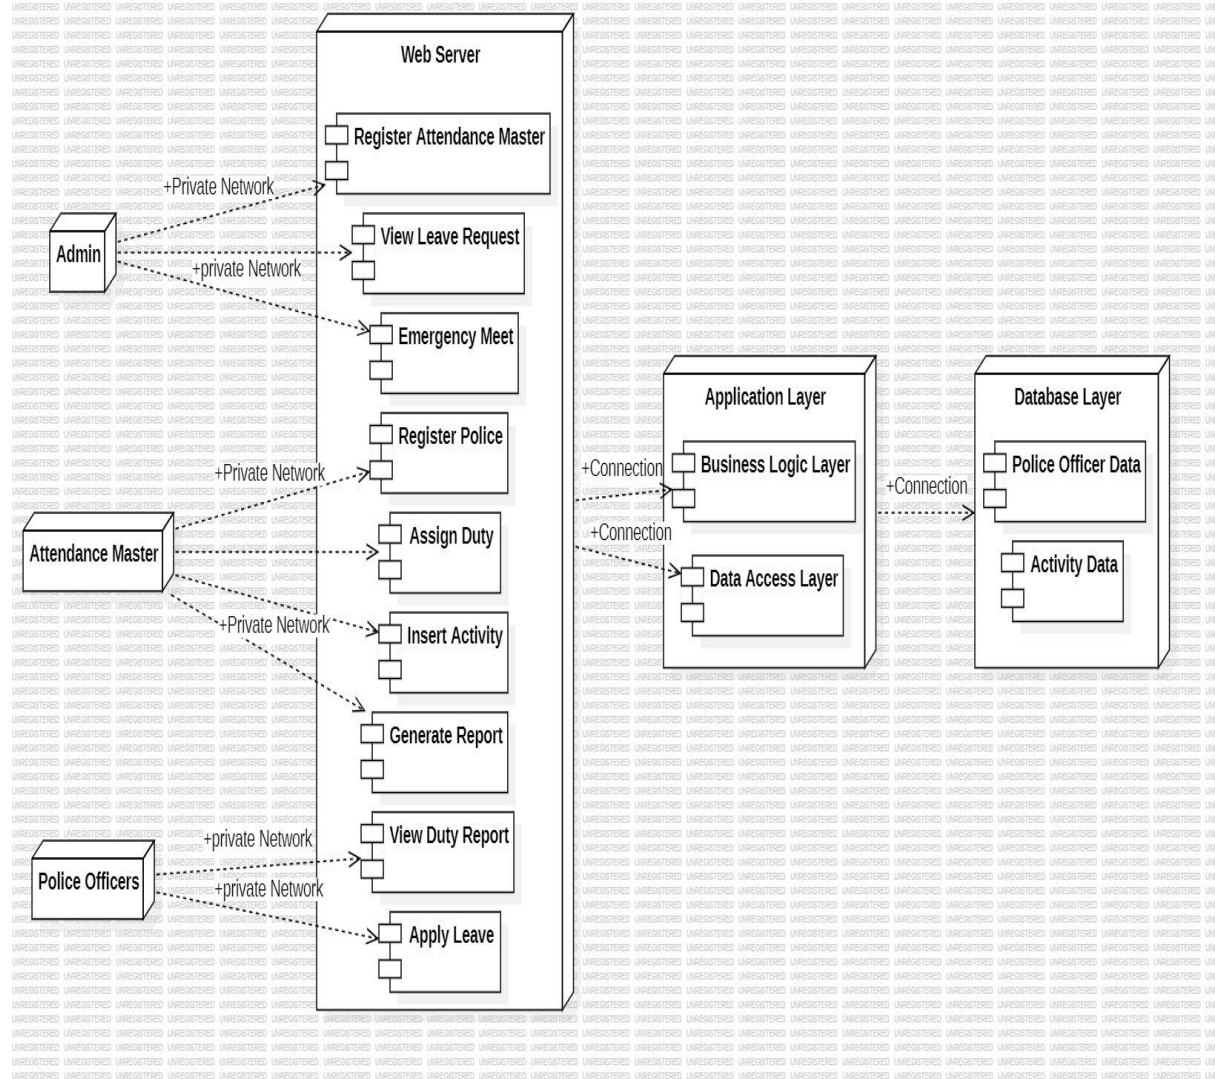 Web Server
Register Attendance Master
+Private Network
View Leave Request
Admin
+private Network
Emergency Meet
Register Police
+Private Network
Assign Duty
Attendance Master
Insert Activity
+Private Network
Generate Report
View Duty Report
+private Network
Police Officers
+private Network
Apply Leave
Application Layer
+Connection
Business Logic Layer
+Connection
Data Access Layer
Database Layer
+Connection
Police Officer Data
Activity Data
UNREGISTERED